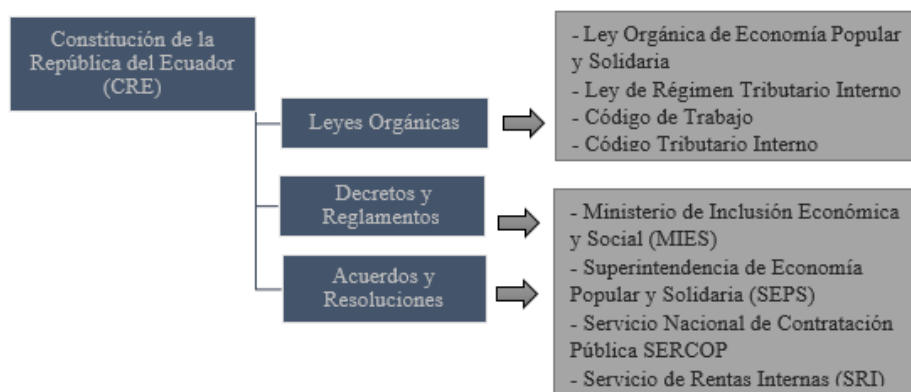 Constitución de la
República del Ecuador
(CRE)
Leyes Orgánicas
- Ley Orgánica de Economía Popular
y Solidaria
- Ley de Régimen Tributario Interno
- Código de Trabajo
- Código Tributario Interno
Decretos y
Reglamentos
Acuerdos y
Resoluciones
- Ministerio de Inclusión Económica
y Social (MIES)
- Superintendencia de Economía
Popular y Solidaria (SEPS)
- Servicio Nacional de Contratación
Pública SERCOP
- Servicio de Rentas Internas (SRI)